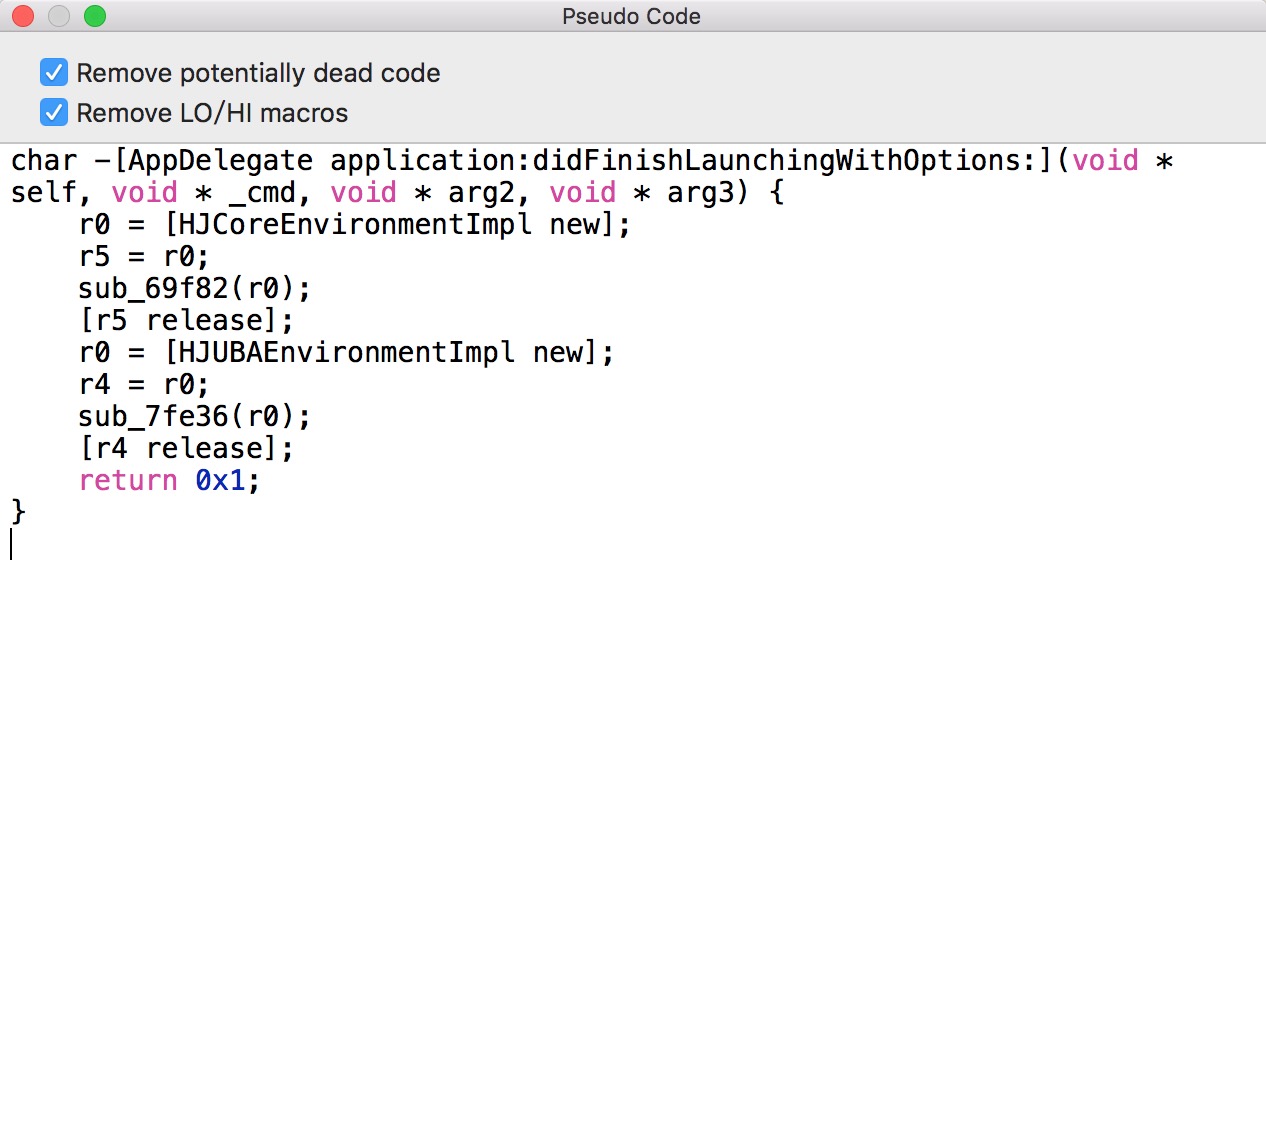 Pseudo Code
Remove potentially dead code
Remove LO/HI macros
char -[AppDelegate application:didFinishLaunchingWithOptions:](void *
self, void * _cmd, void * arg2, void * arg3) {
    r0 = [HJCoreEnvironmentImpl new];
    r5 = r0;
    sub_69f82(r0);
    [r5 release];
    r0 = [HJUBAEnvironmentImpl new];
    r4 = r0;
    sub_7fe36(r0);
    [r4 release];
    return 0x1;
}